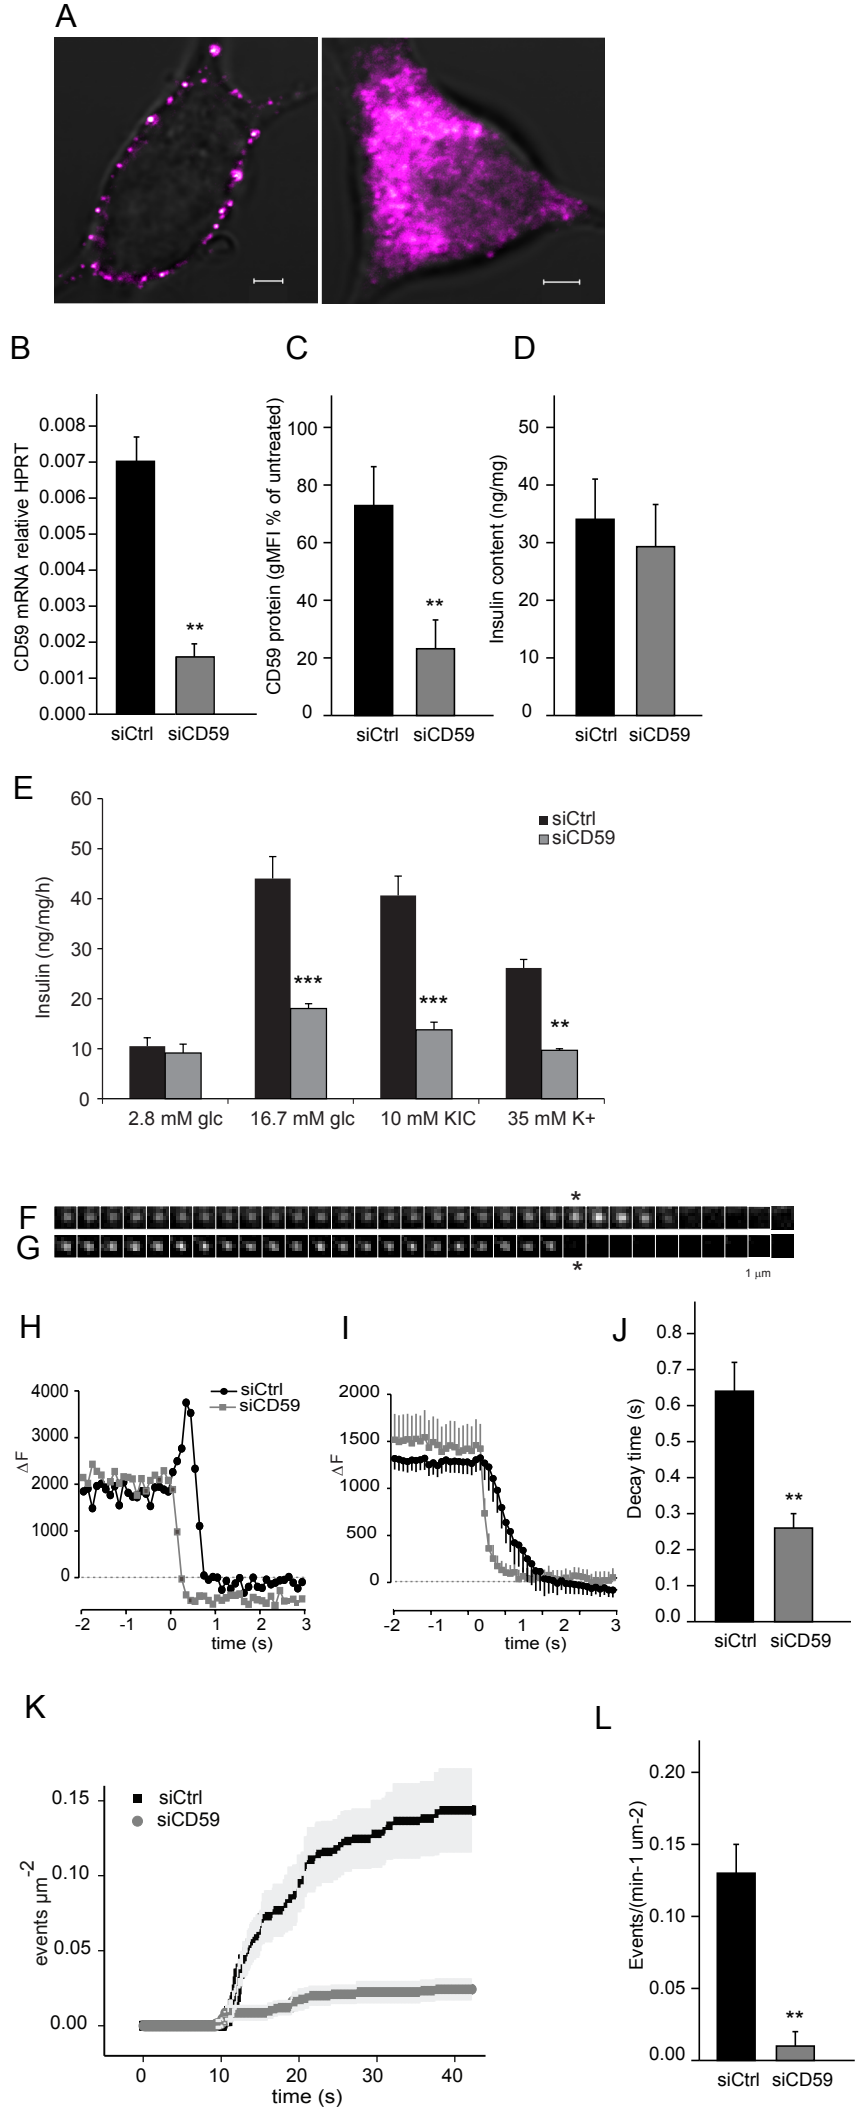 A
B
C
D
CD59 mRNA relative HPRT
0.008
0.007
0.006
0.005
0.004
0.003
0.002
0.001
0.000
**
siCtrl siCD59
CD59 protein (gMFI % of untreated)
100
80
60
40
20
0
**
siCtrl siCD59
Insulin content (ng/mg)
50
40
30
20
10
0
siCtrl siCD59
E
Insulin (ng/mg/h)
60
50
40
30
20
10
0
siCtrl
siCD59
***
***
**
2.8 mM glc 16.7 mM glc 10 mM KIC 35 mM K+
*
F
G
*
1 μm
H
ΔF
4000
3000
2000
1000
0
siCtrl
siCD59
-2 -1 0 1 2 3
time (s)
I
ΔF
2000
1500
1000
500
0
-2 -1 0 1 2 3
time (s)
J
Decay time (s)
0.8
0.7
0.6
0.5
0.4
0.3
0.2
0.1
0.0
**
siCtrl siCD59
K
events μm-2
0.15
0.10
0.05
0.00
siCtrl
siCD59
0 10 20 30 40
time (s)
L
Events/(min-1 um-2)
0.20
0.15
0.10
0.05
0.00
**
siCtrl siCD59